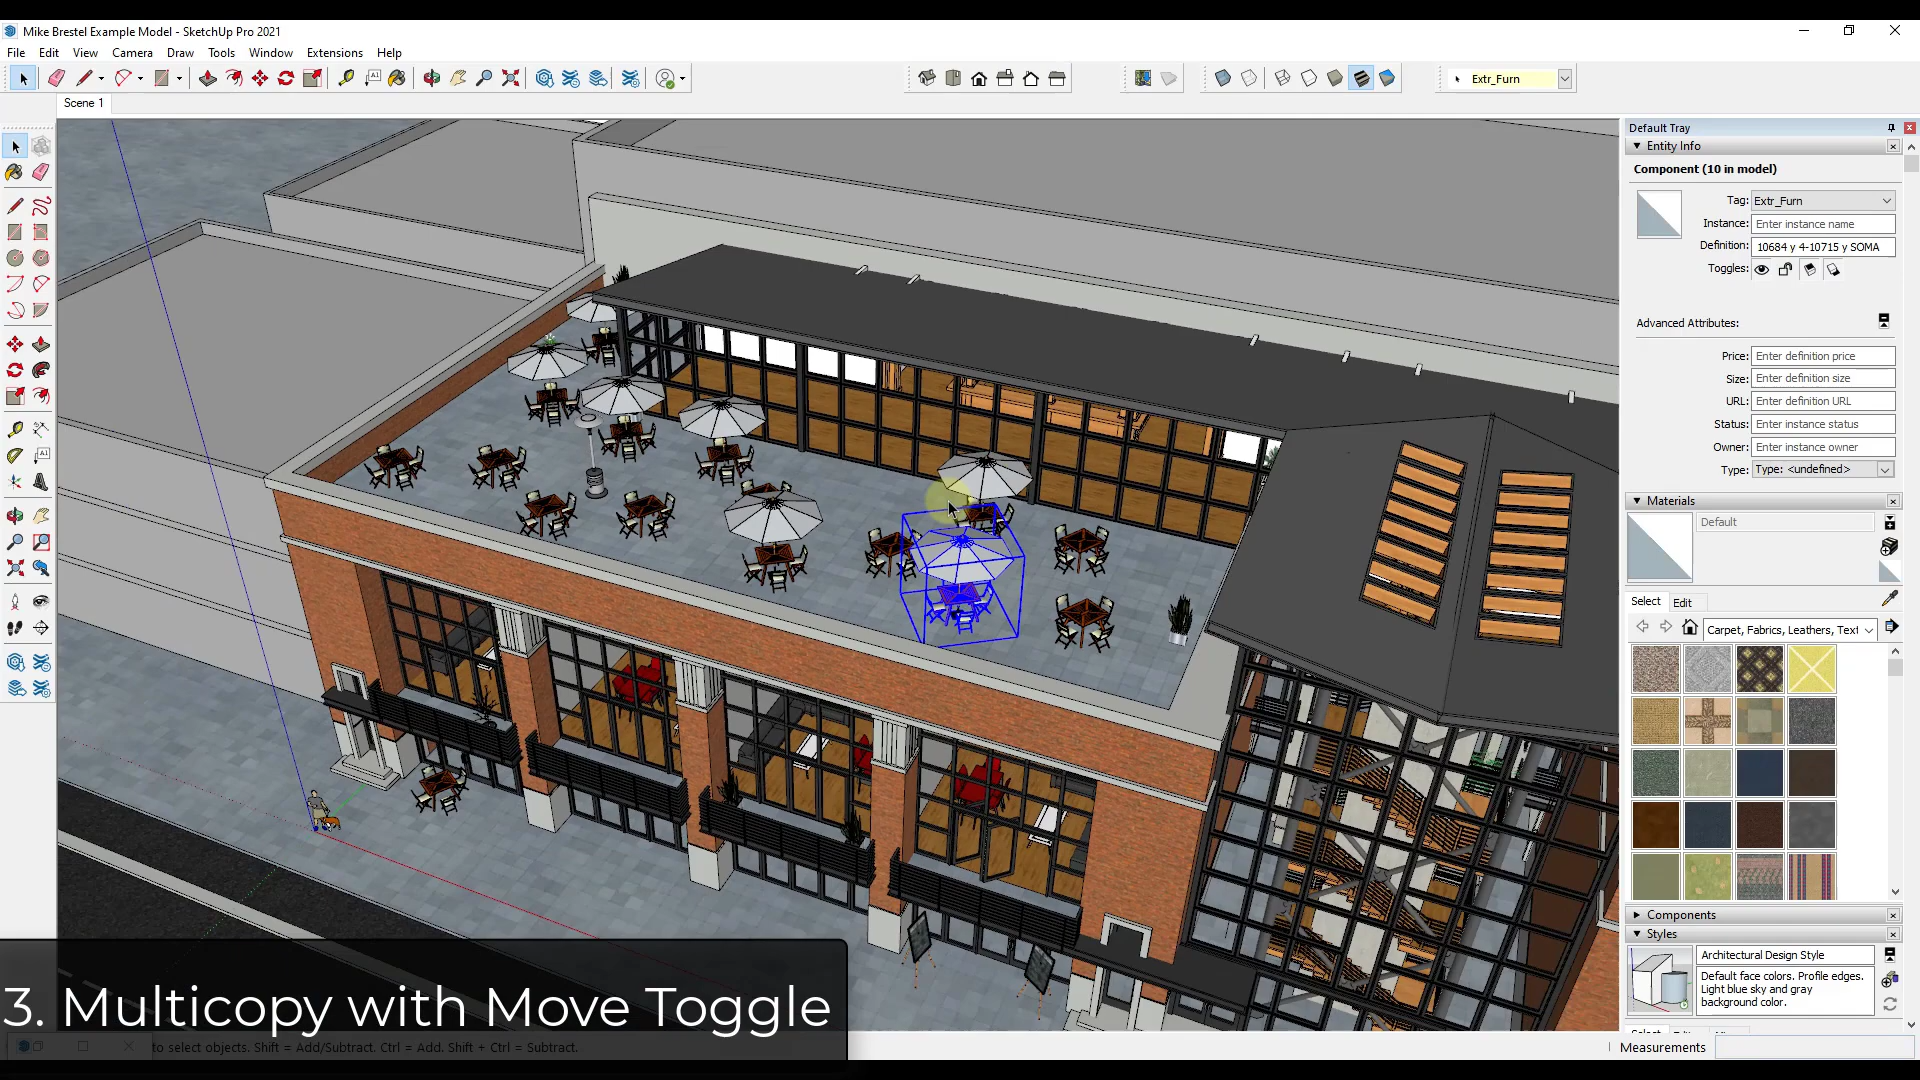 Mike Brestel Example Model - SketchUp Pro 2021
File Edit View Camera Draw Tools Window Extensions Help
Extr_Furn
Scene 1
Default Tray
Entity Info
Component (10 in model)
Tag: Extr_Furn
Instance: Enter instance name
Definition: 10684 y 4-10715 y SOMA
Toggles:
Advanced Attributes:
Price: Enter definition price
Size: Enter definition size
URL: Enter definition URL
Status: Enter instance status
Owner: Enter instance owner
Type: Type: <undefined>
Materials
Default
Select Edit
Carpet, Fabrics, Leathers, Text
Components
Styles
Architectural Design Style
Default face colors. Profile edges.
Light blue sky and gray
background color.
3. Multicopy with Move Toggle
to select objects. Shift = Add/Subtract. Ctrl = Add. Shift + Ctrl = Subtract.
Measurements